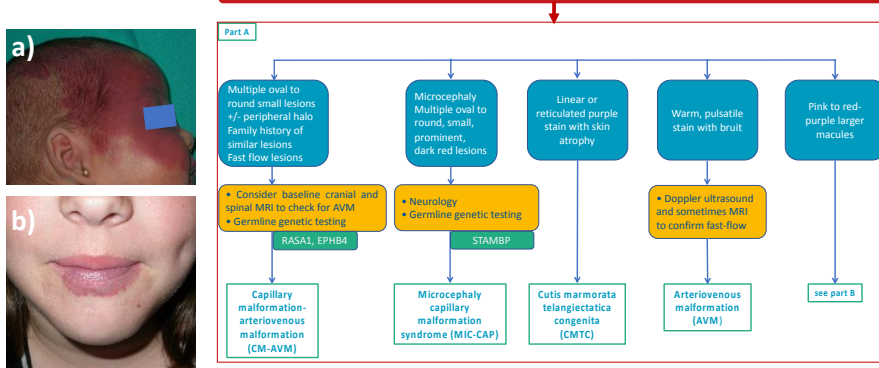 a)
b)
Part A
Multiple oval to
round small lesions
+/- peripheral halo
Family history of
similar lesions
Fast flow lesions
Microcephaly
Multiple oval to
round, small,
prominent,
dark red lesions
Linear or
reticulated purple
stain with skin
atrophy
Warm, pulsatile
stain with bruit
Pink to red-
purple larger
macules
• Consider baseline cranial and
spinal MRI to check for AVM
• Germline genetic testing
RASA1, EPHB4
• Neurology
• Germline genetic testing
STAMBP
• Doppler ultrasound
and sometimes MRI
to confirm fast-flow
Capillary
malformation-
arteriovenous
malformation
(CM-AVM)
Microcephaly
capillary
malformation
syndrome (MIC-CAP)
Cutis marmorata
telangiectatica
congenita
(CMTC)
Arteriovenous
malformation
(AVM)
see part B